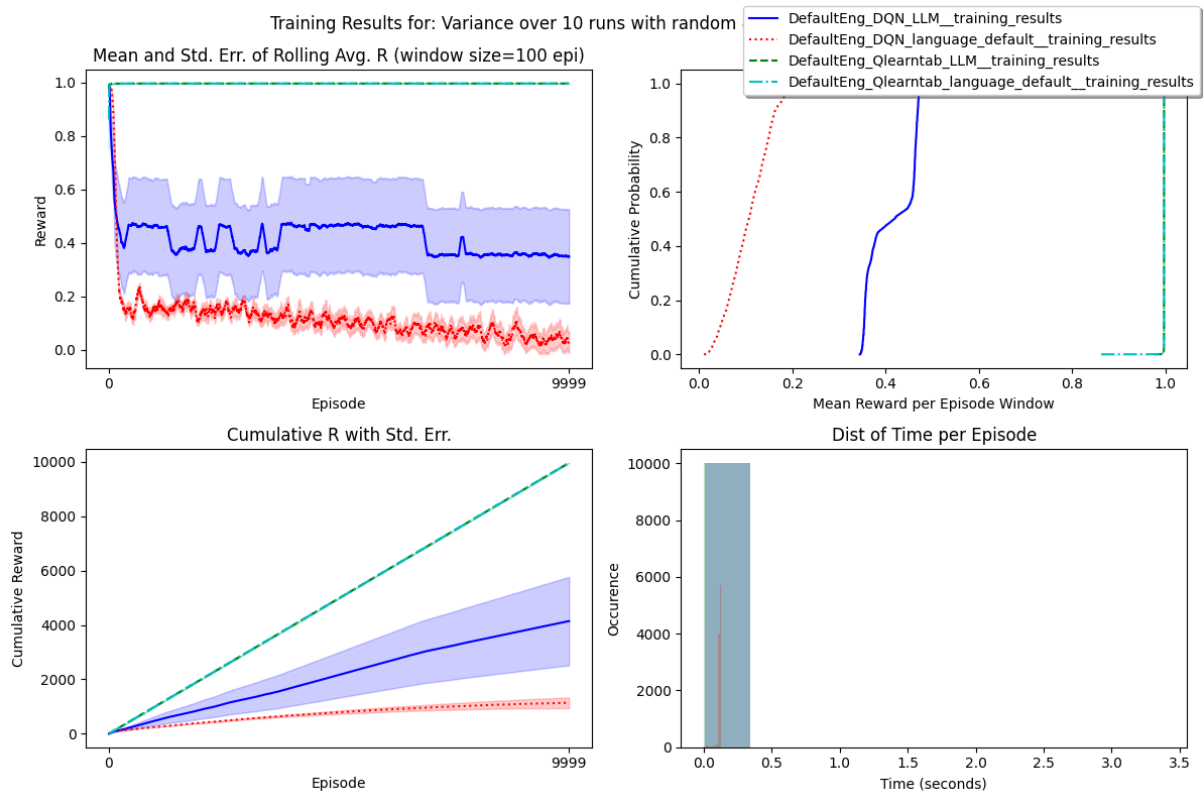 Training Results for: Variance over 10 runs with random
DefaultEng_DQN_LLM__training_results
DefaultEng_DQN_language_default__training_results
DefaultEng_Qlearntab_LLM__training_results
DefaultEng_Qlearntab_language_default__training_results
Mean and Std. Err. of Rolling Avg. R (window size=100 epi)
1.0
0.8
0.6
0.4
0.2
0.0
Reward
0
9999
Episode
0.8
0.6
0.4
0.2
0.0
Cumulative Probability
0.0
0.2
0.4
0.6
0.8
1.0
Mean Reward per Episode Window
Cumulative R with Std. Err.
10000
8000
6000
4000
2000
0
Cumulative Reward
0
9999
Episode
Dist of Time per Episode
10000
8000
6000
4000
2000
0
Occurence
0.0
0.5
1.0
1.5
2.0
2.5
3.0
3.5
Time (seconds)